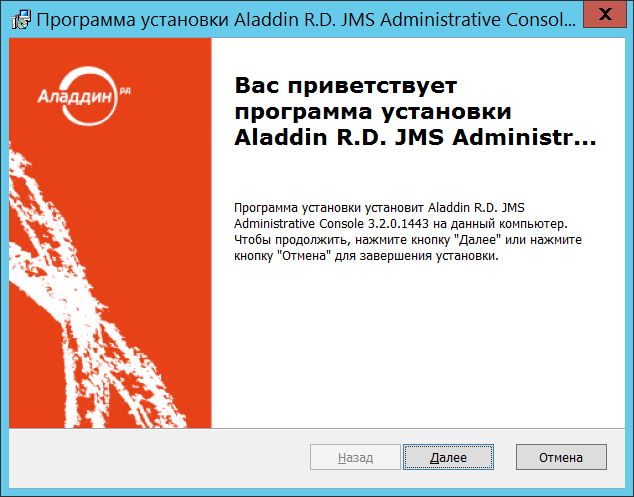 Программа установки Aladdin R.D. JMS Administrative Consol...
Аладдин РД
Вас приветствует
программа установки
Aladdin R.D. JMS Administr...
Программа установки установит Aladdin R.D. JMS
Administrative Console 3.2.0.1443 на данный компьютер.
Чтобы продолжить, нажмите кнопку "Далее" или нажмите
кнопку "Отмена" для завершения установки.
Назад
Далее
Отмена